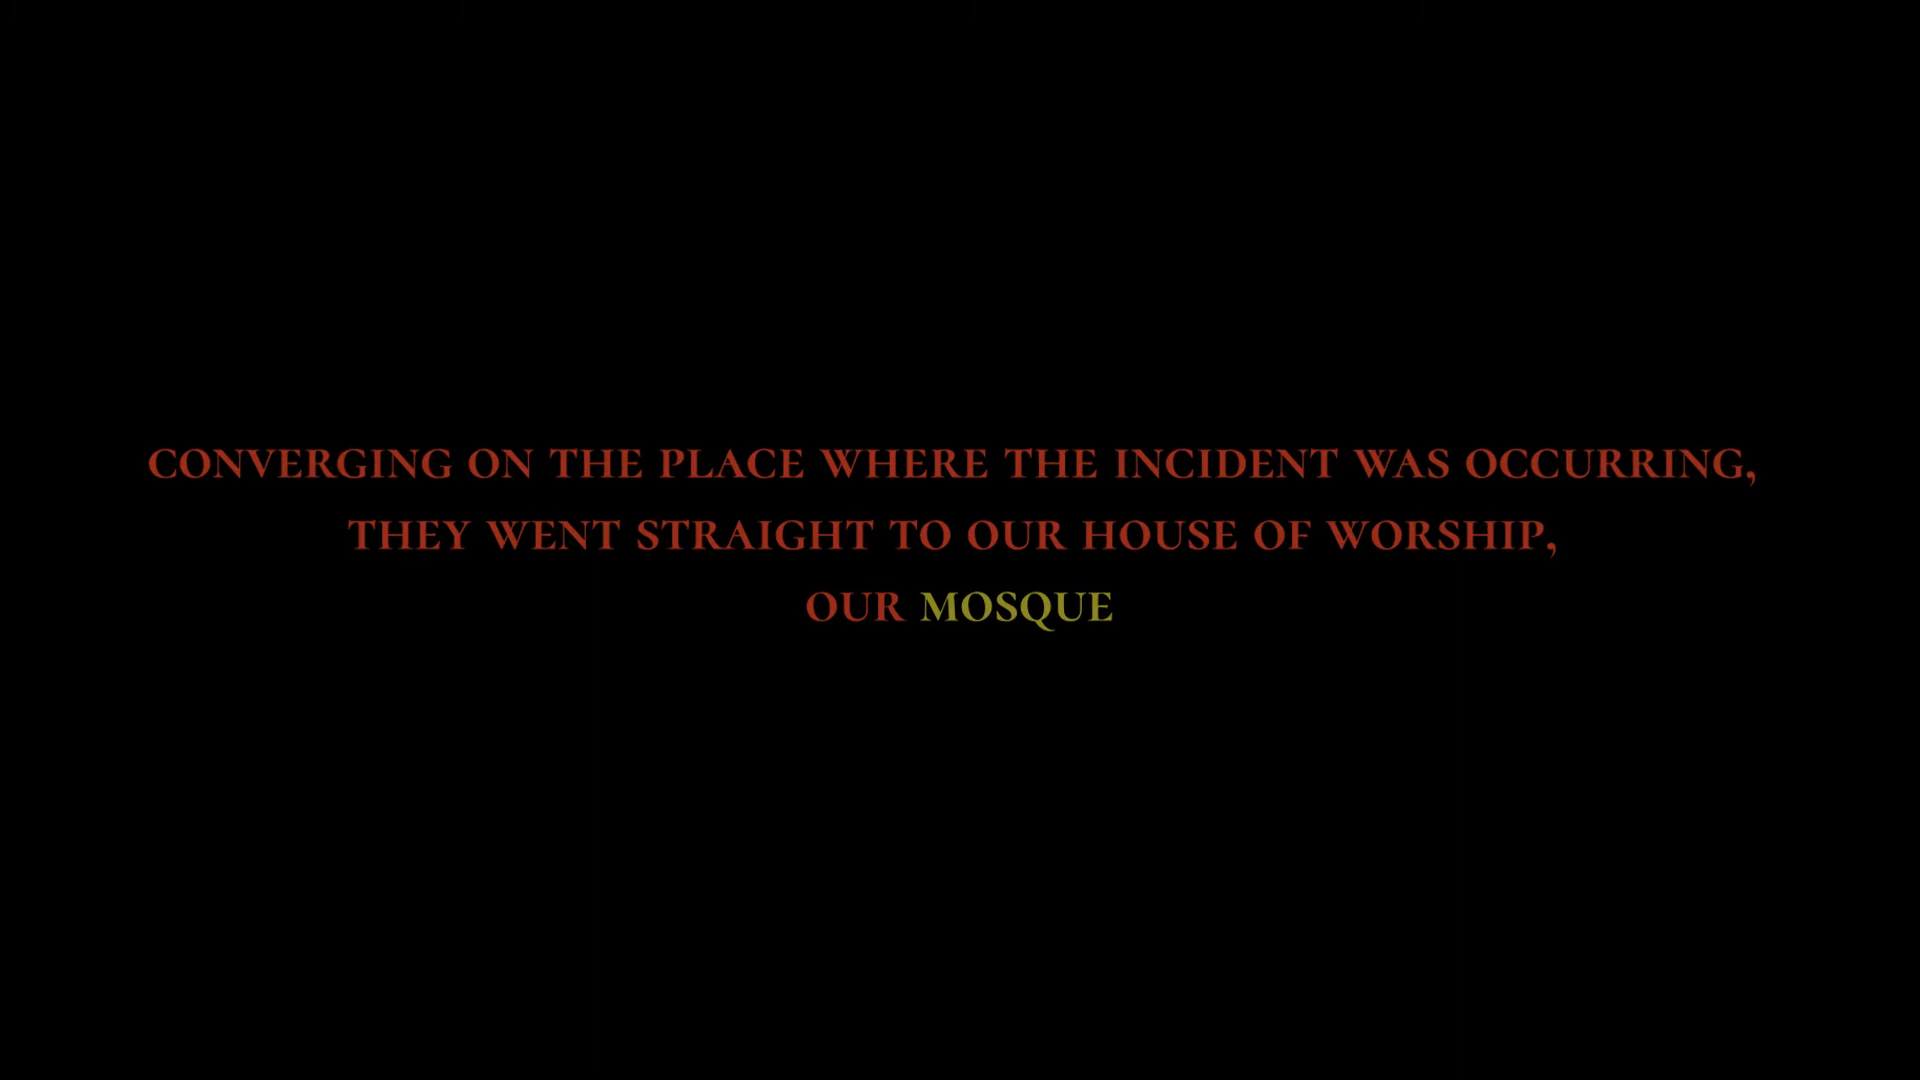 CONVERGING ON THE PLACE WHERE THE INCIDENT WAS OCCURRING,
THEY WENT STRAIGHT TO OUR HOUSE OF WORSHIP,
OUR MOSQUE